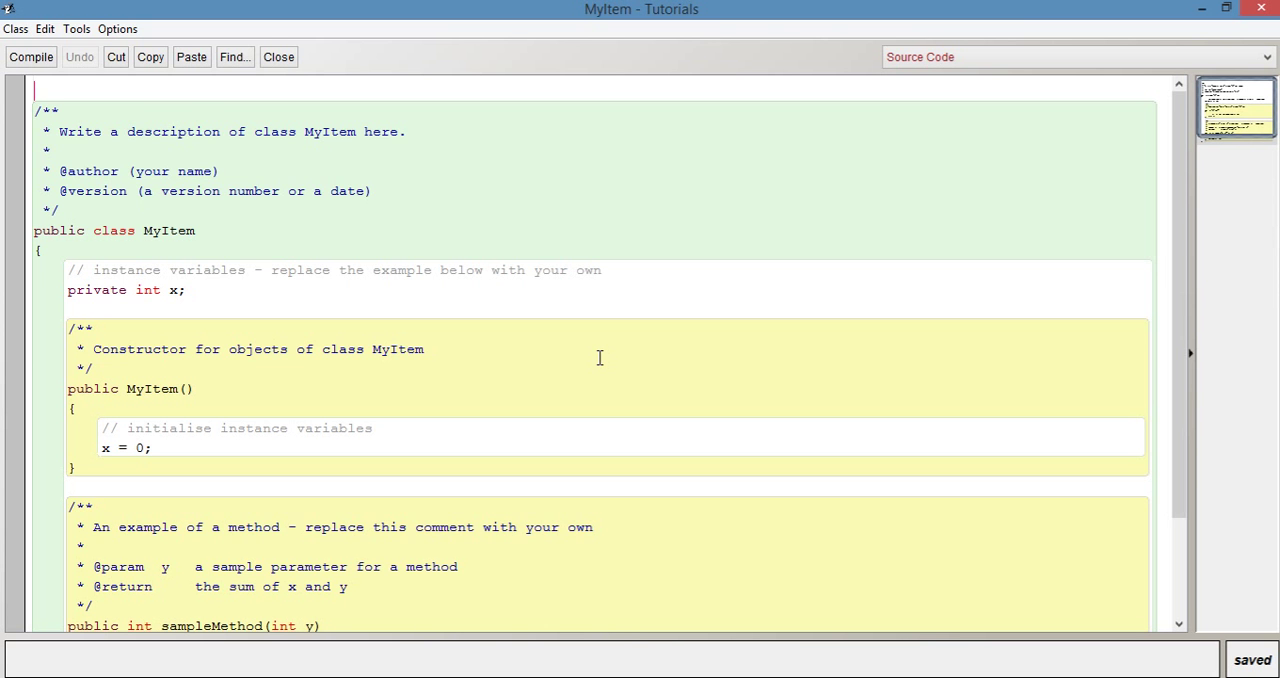 MyItem - Tutorials
Class Edit Tools Options
Compile Undo Cut Copy Paste Find... Close Source Code
/**
* Write a description of class MyItem here.
*
* @author (your name)
* @version (a version number or a date)
*/
public class MyItem
{
// instance variables - replace the example below with your own
private int x;
/**
* Constructor for objects of class MyItem
*/
public MyItem()
{
// initialise instance variables
x = 0;
}
/**
* An example of a method - replace this comment with your own
*
* @param y a sample parameter for a method
* @return the sum of x and y
*/
public int sampleMethod(int y)
saved